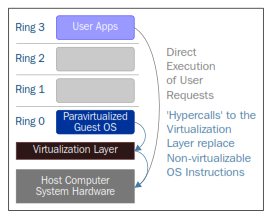 Ring 3
User Apps
Ring 2
Ring 1
Ring 0
Paravirtualized
Guest OS
Virtualization Layer
Host Computer
System Hardware
Direct
Execution
of User
Requests
'Hypercalls' to the
Virtualization
Layer replace
Non-virtualizable
OS Instructions